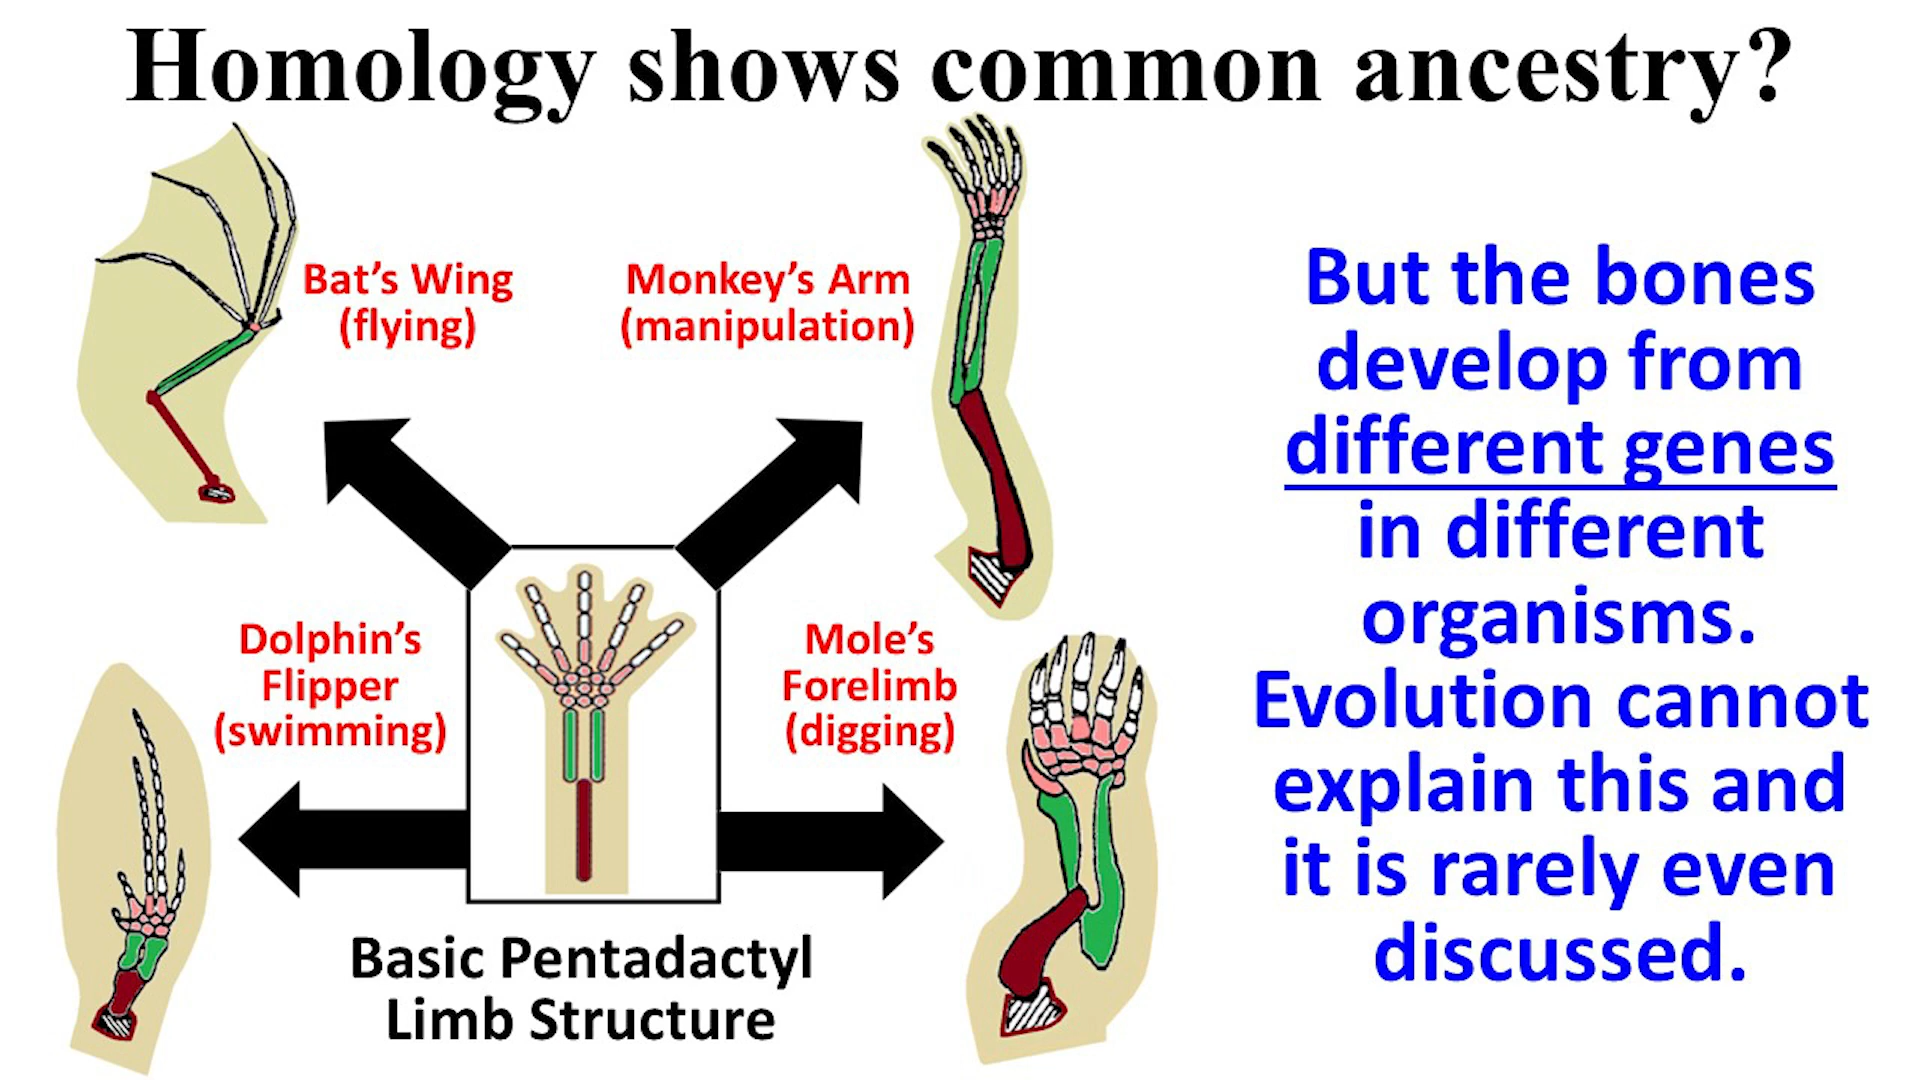 Homology shows common ancestry?
Bat’s Wing
(flying)
Monkey’s Arm
(manipulation)
Dolphin’s
Flipper
(swimming)
Mole’s
Forelimb
(digging)
Basic Pentadactyl
Limb Structure
But the bones
develop from
different genes
in different
organisms.
Evolution cannot
explain this and
it is rarely even
discussed.